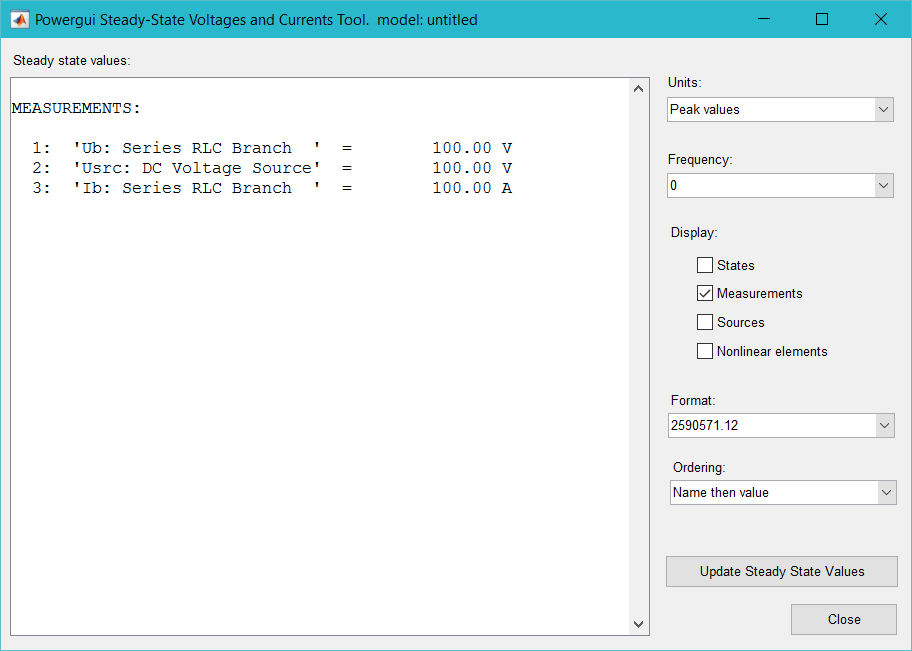 Powergui Steady-State Voltages and Currents Tool.  model: untitled
Steady state values:
MEASUREMENTS:
1:  'Ub: Series RLC Branch  '  =        100.00 V
2:  'Usrc: DC Voltage Source'  =        100.00 V
3:  'Ib: Series RLC Branch  '  =        100.00 A
Units:
Peak values
Frequency:
0
Display:
States
Measurements
Sources
Nonlinear elements
Format:
2590571.12
Ordering:
Name then value
Update Steady State Values
Close